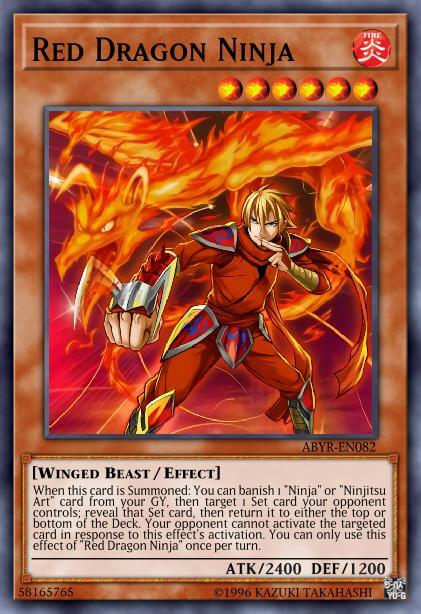 RED DRAGON NINJA
FIRE
炎
ABYR-EN082
[WINGED BEAST / EFFECT]
When this card is Summoned: You can banish 1 "Ninja" or "Ninjitsu
Art" card from your GY, then target 1 Set card your opponent
controls; reveal that Set card, then return it to either the top or
bottom of the Deck. Your opponent cannot activate the targeted
card in response to this effect's activation. You can only use this
effect of "Red Dragon Ninja" once per turn.
ATK/2400 DEF/1200
58165765
©1996 KAZUKI TAKAHASHI